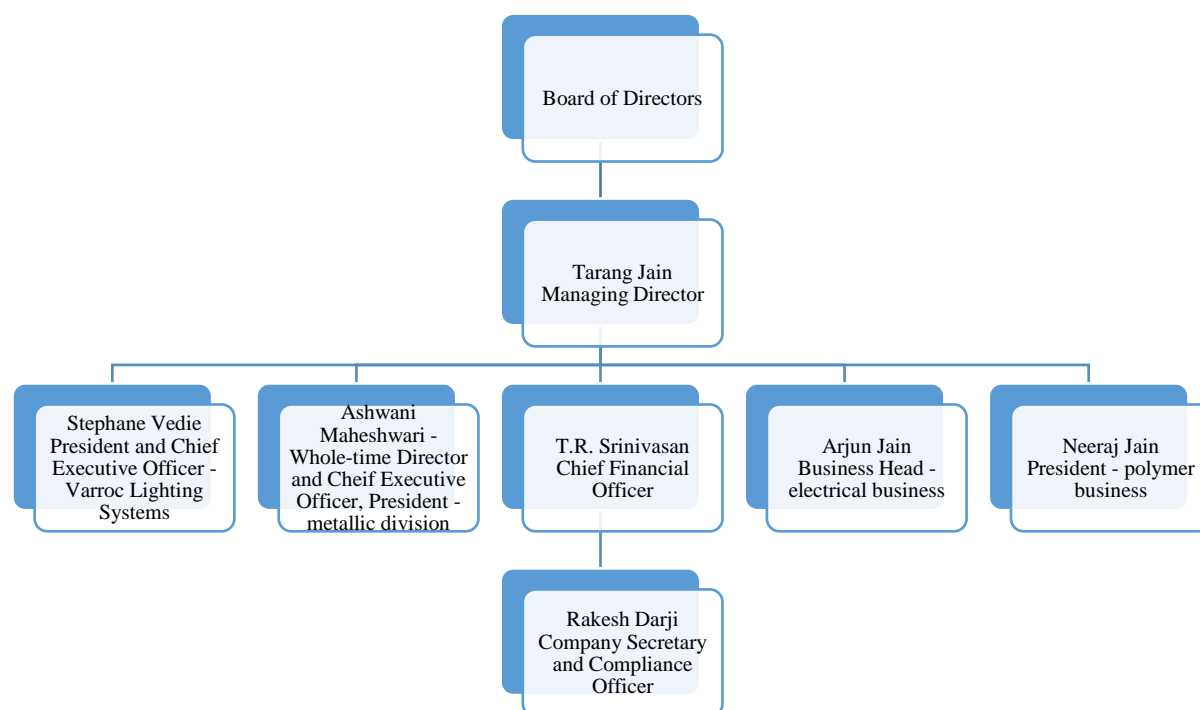 Board of Directors
Tarang Jain
Managing Director
Stephane Vedie
President and Chief
Executive Officer -
Varroc Lighting
Systems
Ashwani
Maheshwari -
Whole-time Director
and Cheif Executive
Officer, President -
metallic division
T.R. Srinivasan
Chief Financial
Officer
Arjun Jain
Business Head -
electrical business
Neeraj Jain
President - polymer
business
Rakesh Darji
Company Secretary
and Compliance
Officer